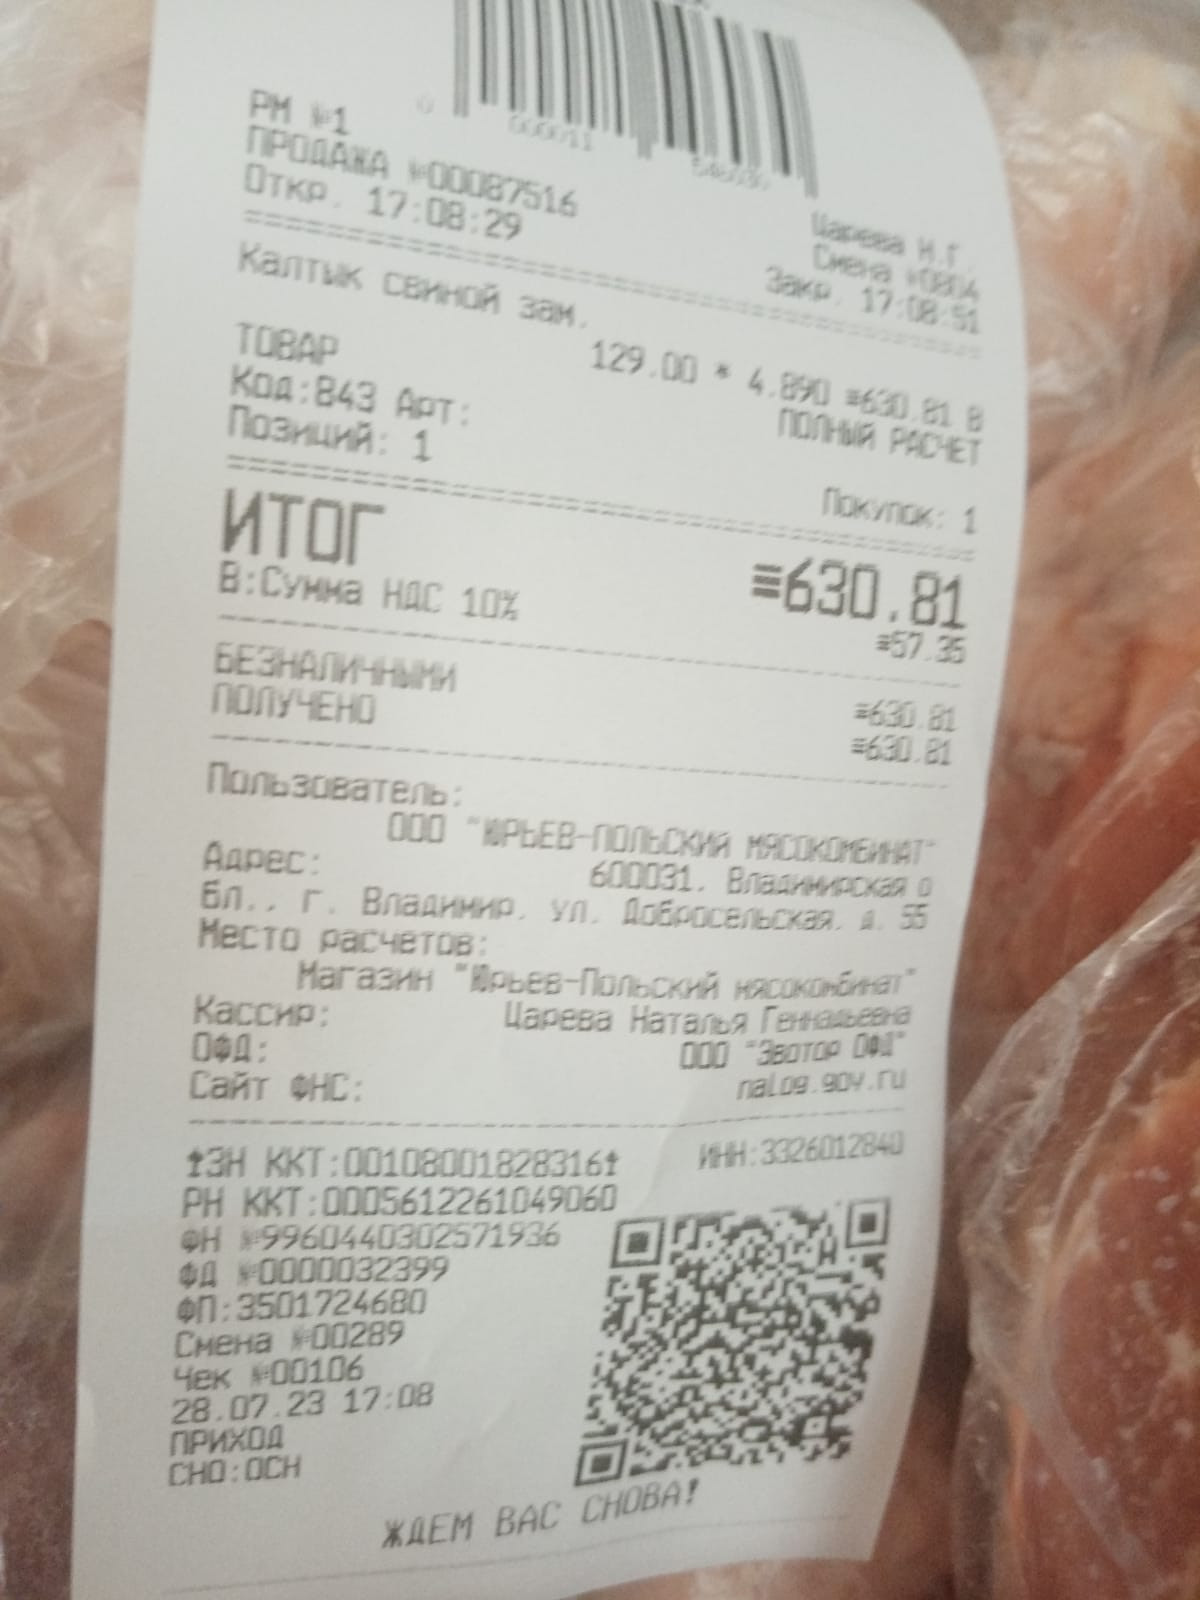 0 000011
РМ №1
ПРОДАЖА №00087516 Царева Н.Г.
Откр. 17:08:29 Смена №0804
Закр. 17:08:51
Калтык свиной зам.
129.00 * 4.890 ≡630.81 В
ТОВАР ПОЛНЫЙ РАСЧЕТ
Код:843 Арт:
Позиций: 1 Покупок: 1
ИТОГ ≡630.81
В:Сумма НДС 10% ≡57.35
БЕЗНАЛИЧНЫМИ ≡630.81
ПОЛУЧЕНО ≡630.81
Пользователь:
ООО "ЮРЬЕВ-ПОЛЬСКИЙ МЯСОКОМБИНАТ"
Адрес: 600031, Владимирская о
бл., г. Владимир, ул. Добросельская, д. 55
Место расчетов:
Магазин "Юрьев-Польский мясокомбинат"
Кассир: Царева Наталья Геннадьевна
ОФД: ООО "Эвотор ОФД"
Сайт ФНС: nalog.gov.ru
ЗН ККТ:00108001828316 ИНН:3326012840
РН ККТ:0005612261049060
ФН №9960440302571936
ФД №0000032399
ФП:3501724680
Смена №00289
Чек №00106
28.07.23 17:08
ПРИХОД
СНО:ОСН
ЖДЕМ ВАС СНОВА!